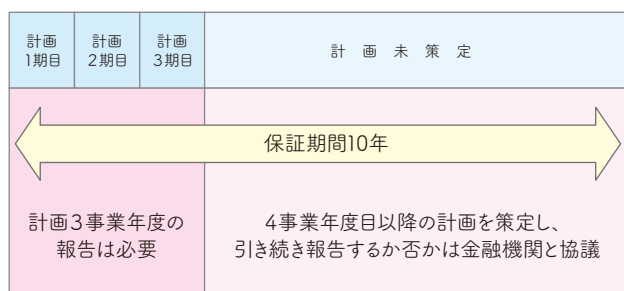 計画
1期目
計画
2期目
計画
3期目
計画未策定
保証期間10年
計画３事業年度の
報告は必要
４事業年度目以降の計画を策定し、
引き続き報告するか否かは金融機関と協議